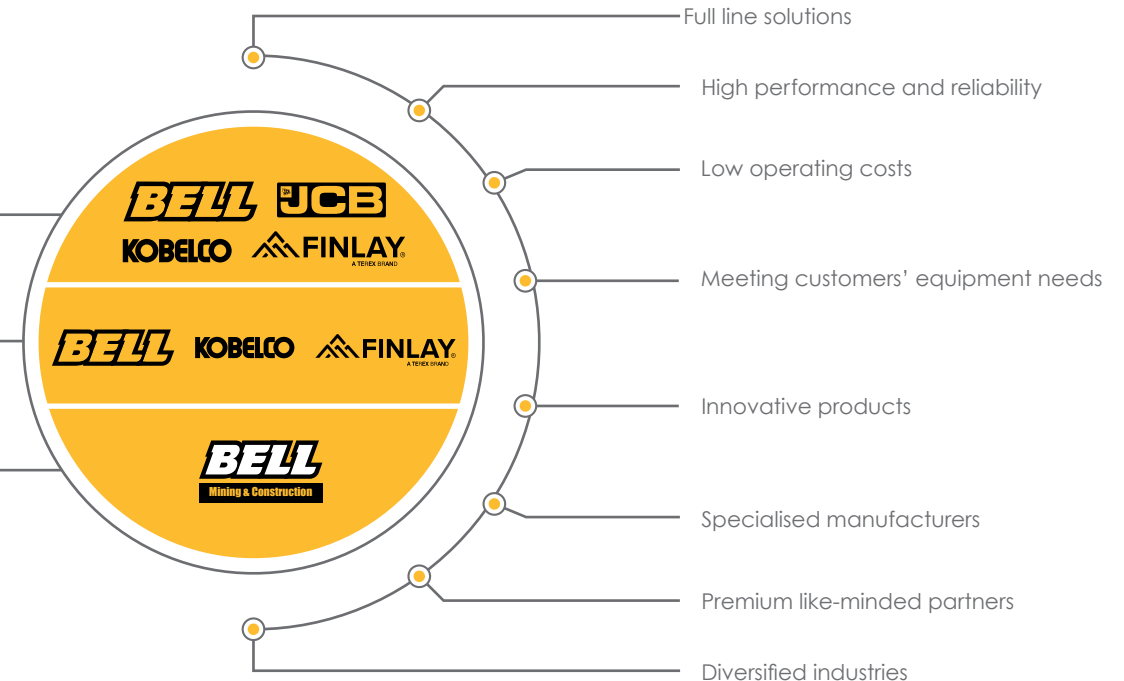 BELL JCB
KOBELCO FINLAY®
A TEREX BRAND
BELL KOBELCO FINLAY®
A TEREX BRAND
BELL
Mining & Construction
Full line solutions
High performance and reliability
Low operating costs
Meeting customers’ equipment needs
Innovative products
Specialised manufacturers
Premium like-minded partners
Diversified industries